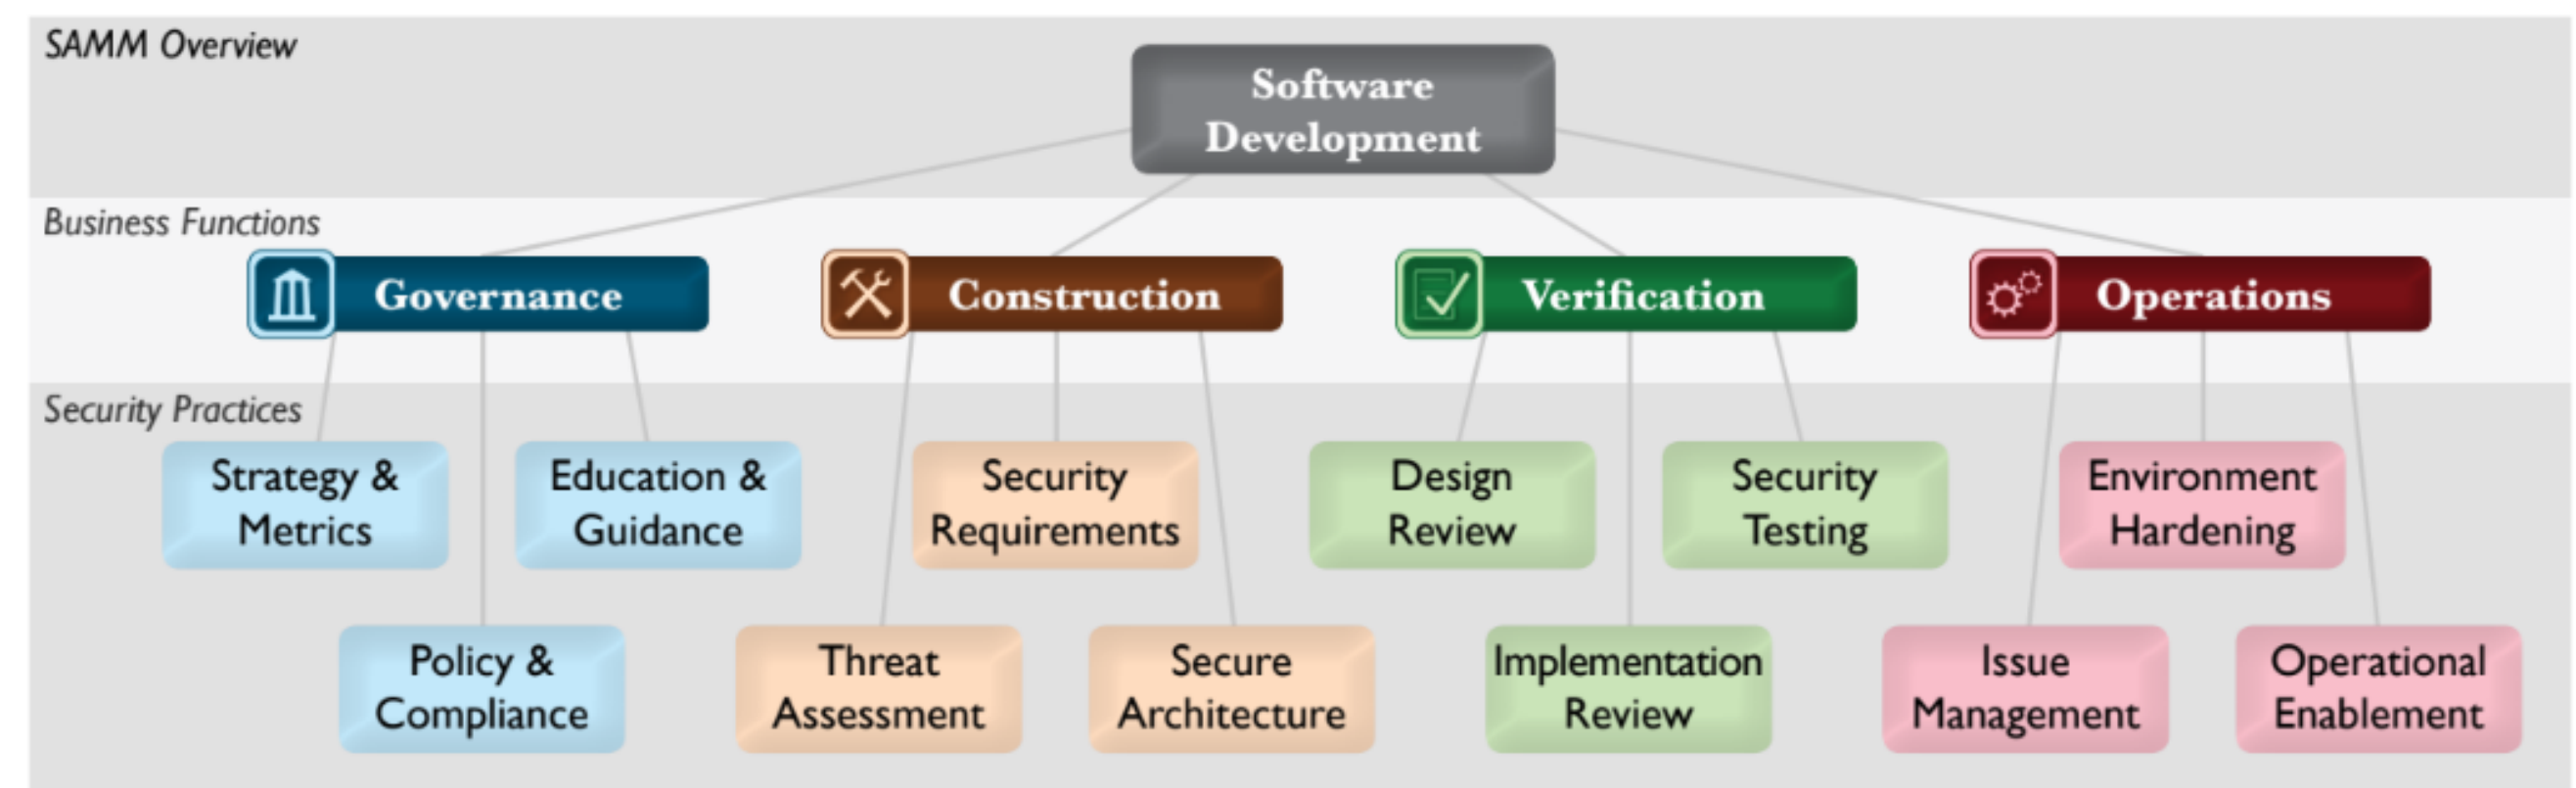 SAMM Overview
Software
Development
Business Functions
Governance
Construction
Verification
Operations
Security Practices
Strategy &
Metrics
Education &
Guidance
Security
Requirements
Design
Review
Security
Testing
Environment
Hardening
Policy &
Compliance
Threat
Assessment
Secure
Architecture
Implementation
Review
Issue
Management
Operational
Enablement